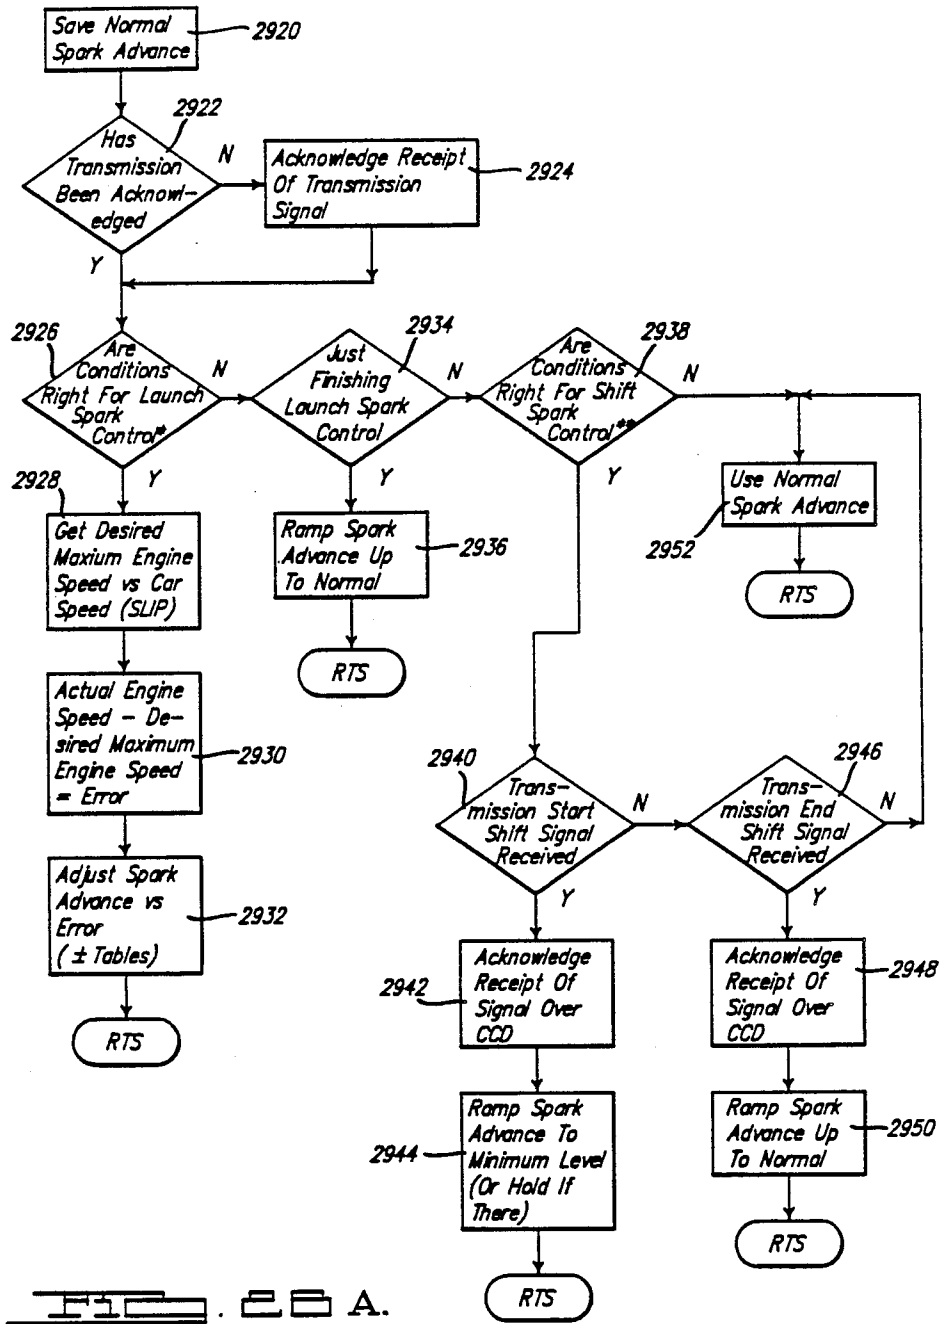 Save Normal
Spark Advance
2920
2922
Has
Transmission
Been Acknowl-
edged
N
Y
Acknowledge Receipt
Of Transmission
Signal
2924
2926
Are
Conditions
Right For Launch
Spark
Control*
N
Y
2934
Just
Finishing
Launch Spark
Control
N
Y
2938
Are
Conditions
Right For Shift
Spark
Control**
N
Y
2928
Get Desired
Maxium Engine
Speed vs Car
Speed (SLIP)
Ramp Spark
Advance Up
To Normal
2936
RTS
Use Normal
Spark Advance
2952
RTS
Actual Engine
Speed - De-
sired Maximum
Engine Speed
= Error
2930
Adjust Spark
Advance vs
Error
(± Tables)
2932
RTS
2940
Trans-
mission Start
Shift Signal
Received
N
Y
2946
Trans-
mission End
Shift Signal
Received
N
Y
Acknowledge
Receipt Of
Signal Over
CCD
2942
Acknowledge
Receipt Of
Signal Over
CCD
2948
Ramp Spark
Advance To
Minimum Level
(Or Hold If
There)
2944
RTS
Ramp Spark
Advance Up
To Normal
2950
RTS
A.